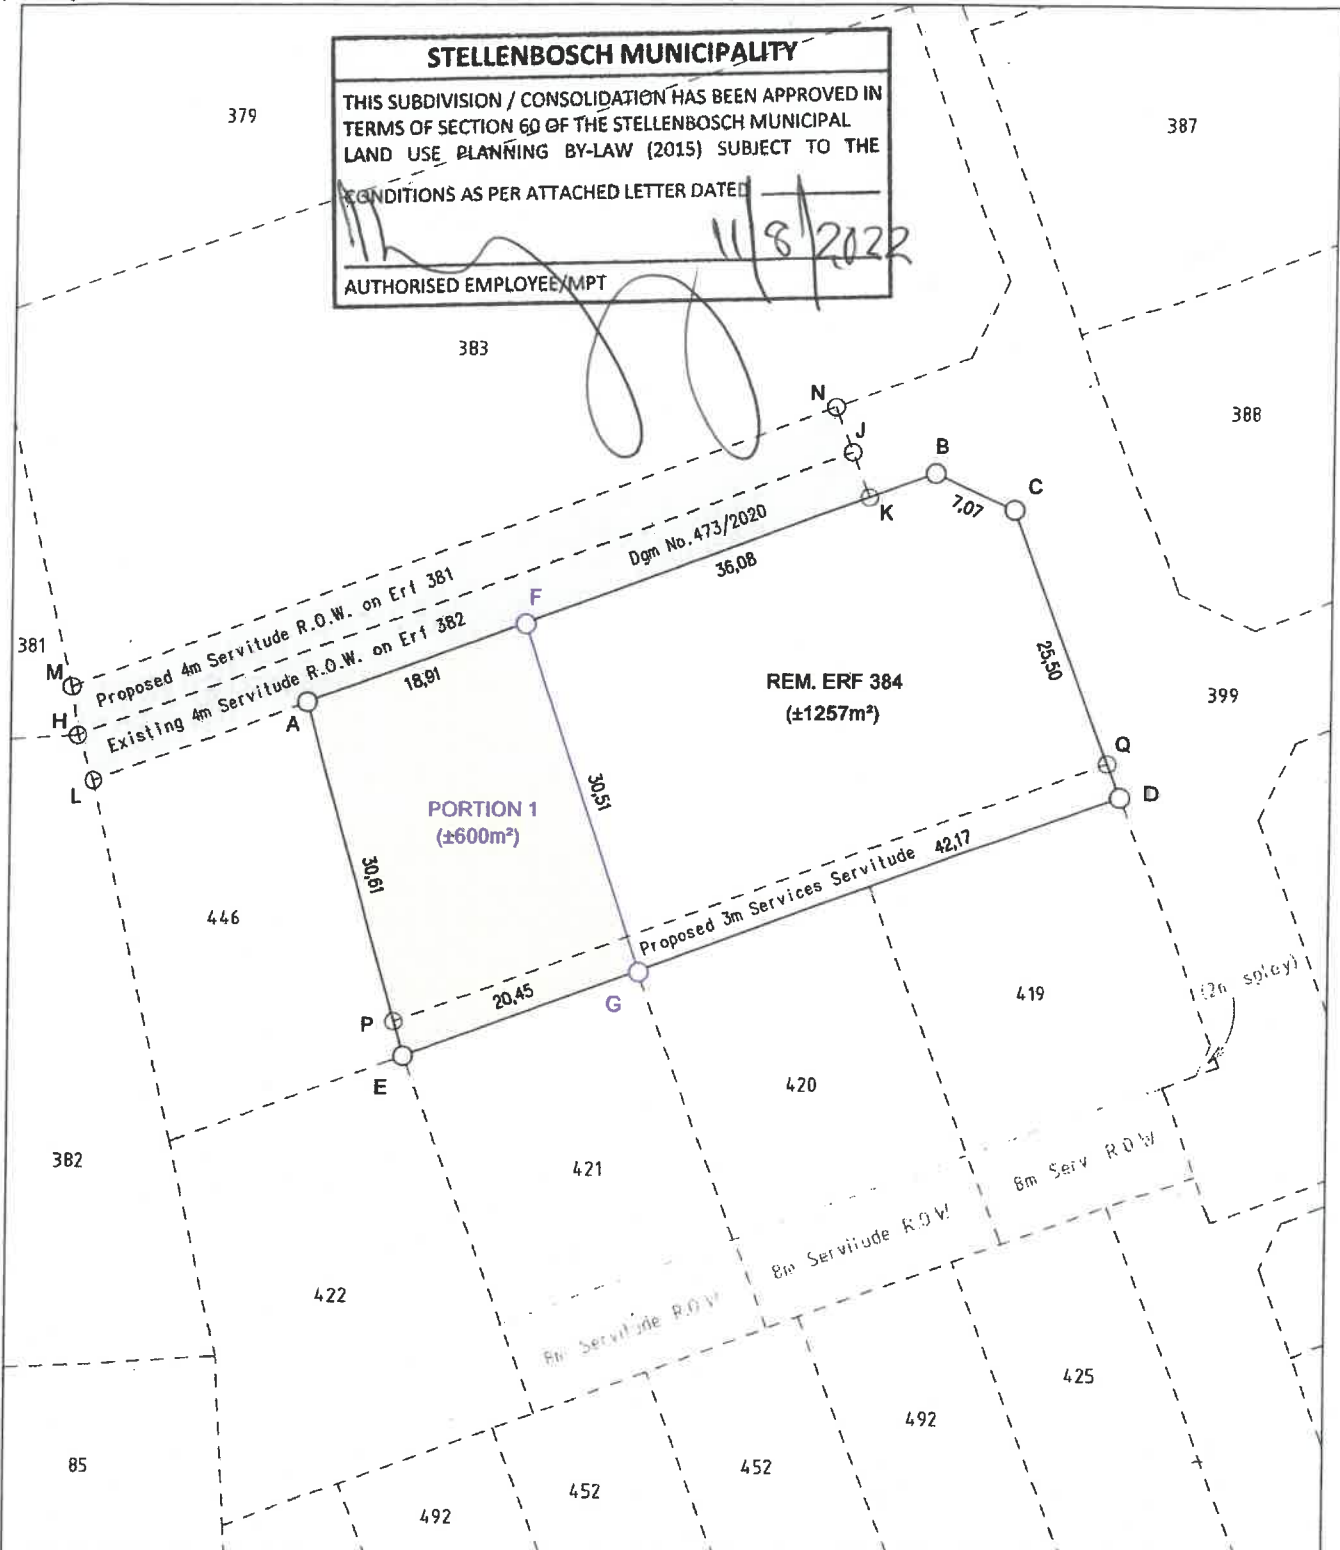 STELLENBOSCH MUNICIPALITY
THIS SUBDIVISION / CONSOLIDATION HAS BEEN APPROVED IN
TERMS OF SECTION 60 OF THE STELLENBOSCH MUNICIPAL
LAND USE PLANNING BY-LAW (2015) SUBJECT TO THE
CONDITIONS AS PER ATTACHED LETTER DATED
11/8/2022
AUTHORISED EMPLOYEE/MPT
379
387
383
388
N
J
B
C
K
7,07
Dgm No.473/2020
36,08
F
Proposed 4m Servitude R.O.W. on Erf 381
Existing 4m Servitude R.O.W. on Erf 382
381
M
H
L
A
18,91
25,50
REM. ERF 384
(±1257m²)
399
Q
D
30,51
PORTION 1
(±600m²)
30,61
Proposed 3m Services Servitude
42,17
446
P
E
20,45
G
419
(2m splay)
420
382
421
8m Serv R.O.W
8m Servitude R.O.W
8m Servitude R.O.W
422
425
492
85
452
452
492